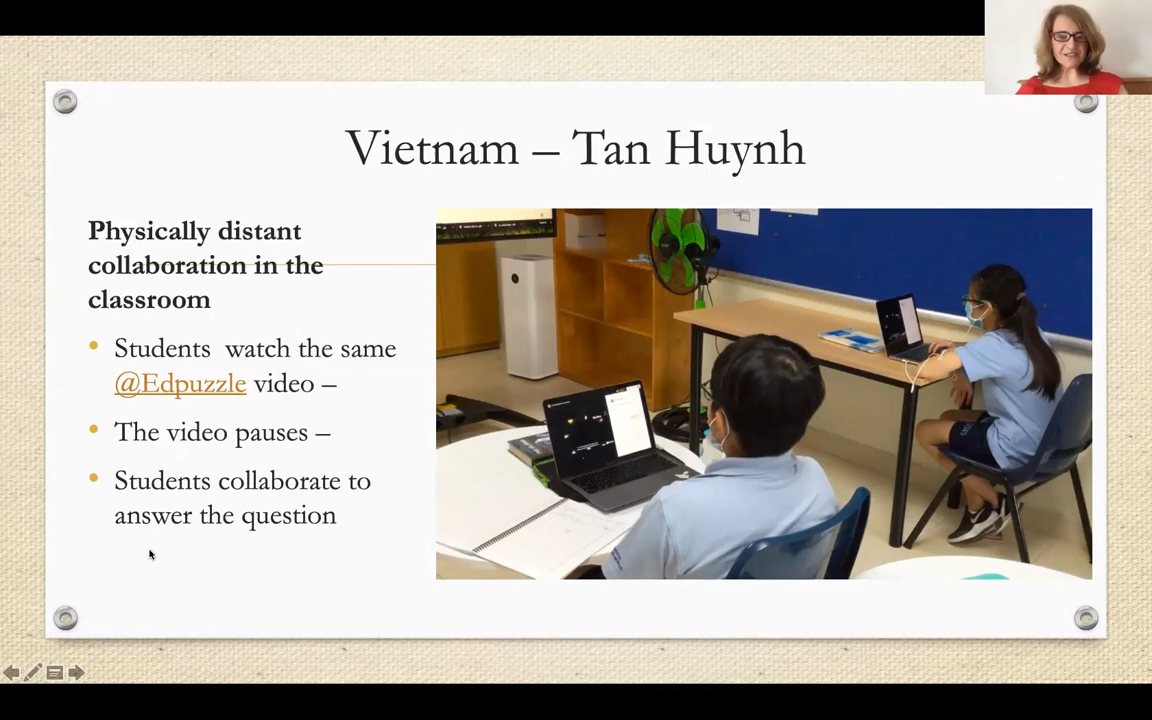 Vietnam – Tan Huynh
Physically distant
collaboration in the
classroom
• Students watch the same
@Edpuzzle video –
• The video pauses –
• Students collaborate to
answer the question